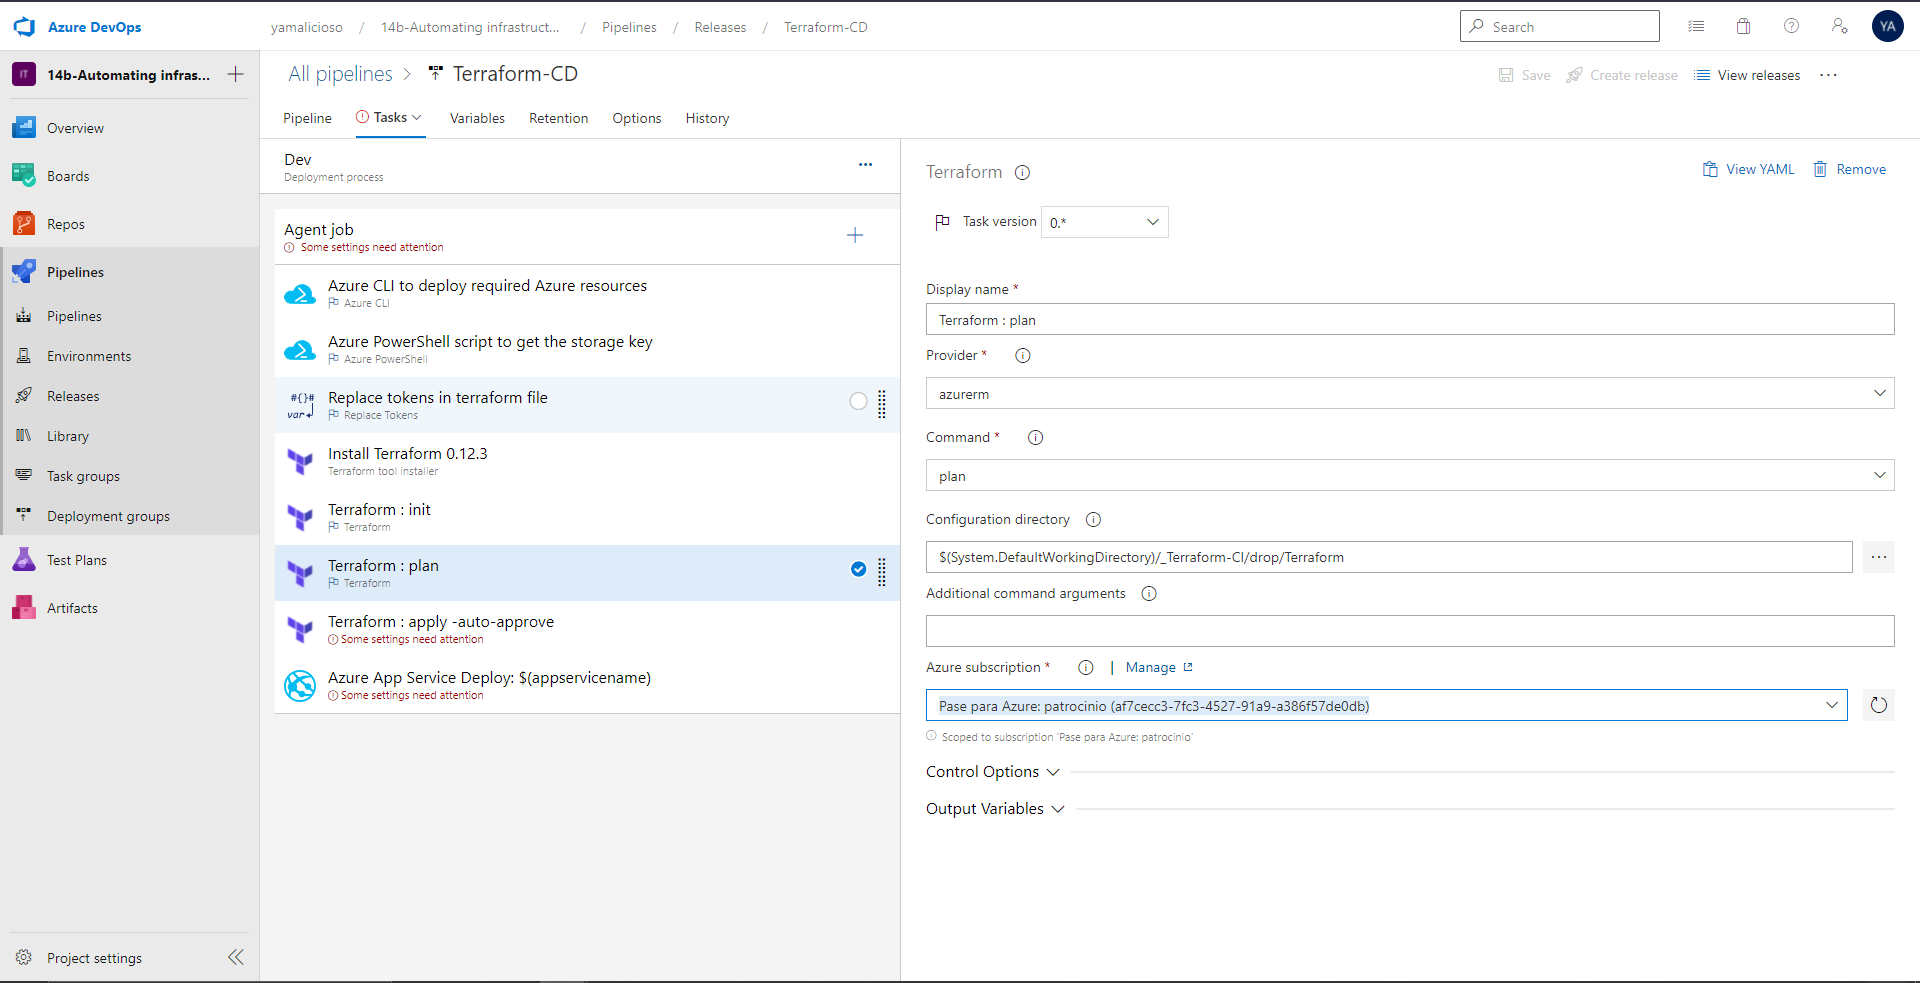 Azure DevOps
yamalicioso / 14b-Automating infrastruct... / Pipelines / Releases / Terraform-CD
Search
YA
IT
14b-Automating infras...
Overview
Boards
Repos
Pipelines
Pipelines
Environments
Releases
Library
Task groups
Deployment groups
Test Plans
Artifacts
Project settings
All pipelines > Terraform-CD
Save
Create release
View releases
Pipeline
Tasks
Variables
Retention
Options
History
Dev
Deployment process
Agent job
Some settings need attention
Azure CLI to deploy required Azure resources
Azure CLI
Azure PowerShell script to get the storage key
Azure PowerShell
#{}#
var
Replace tokens in terraform file
Replace Tokens
Install Terraform 0.12.3
Terraform tool installer
Terraform : init
Terraform
Terraform : plan
Terraform
Terraform : apply -auto-approve
Some settings need attention
Azure App Service Deploy: $(appservicename)
Some settings need attention
Terraform
View YAML
Remove
Task version
0.*
Display name *
Terraform : plan
Provider *
azurerm
Command *
plan
Configuration directory
$(System.DefaultWorkingDirectory)/_Terraform-CI/drop/Terraform
Additional command arguments
Azure subscription * | Manage
Pase para Azure: patrocinio (af7cecc3-7fc3-4527-91a9-a386f57de0db)
Scoped to subscription 'Pase para Azure: patrocinio'
Control Options
Output Variables